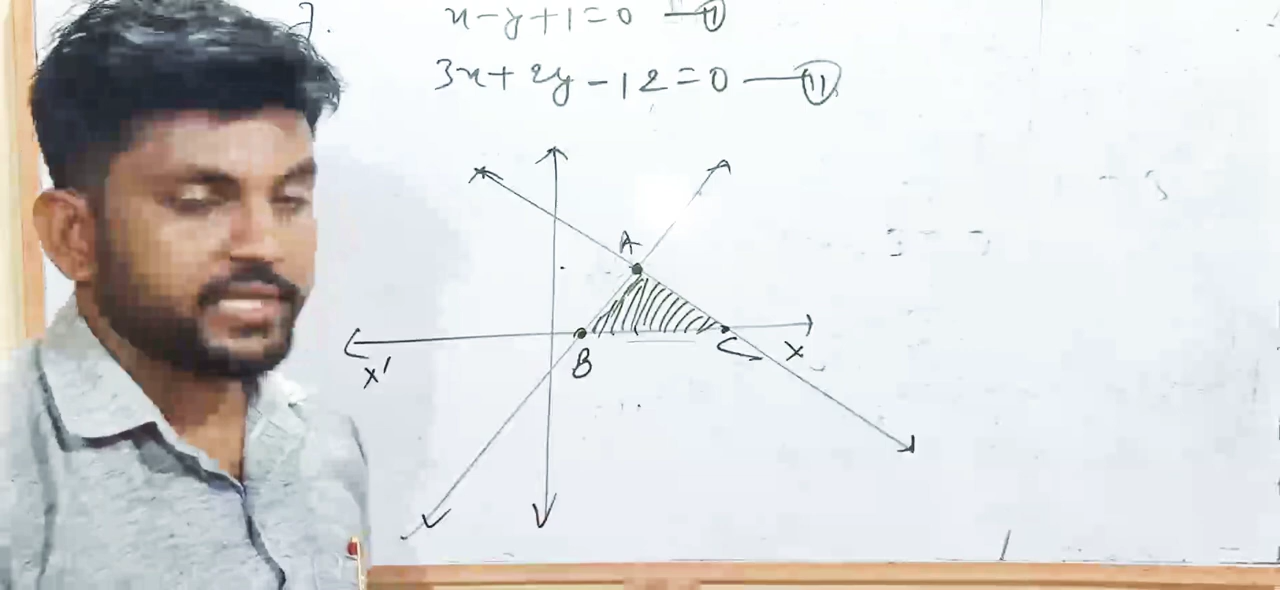 7. x-y+1=0 —(I)
3x+2y-12=0 —(II)
A
B
C
X
X'